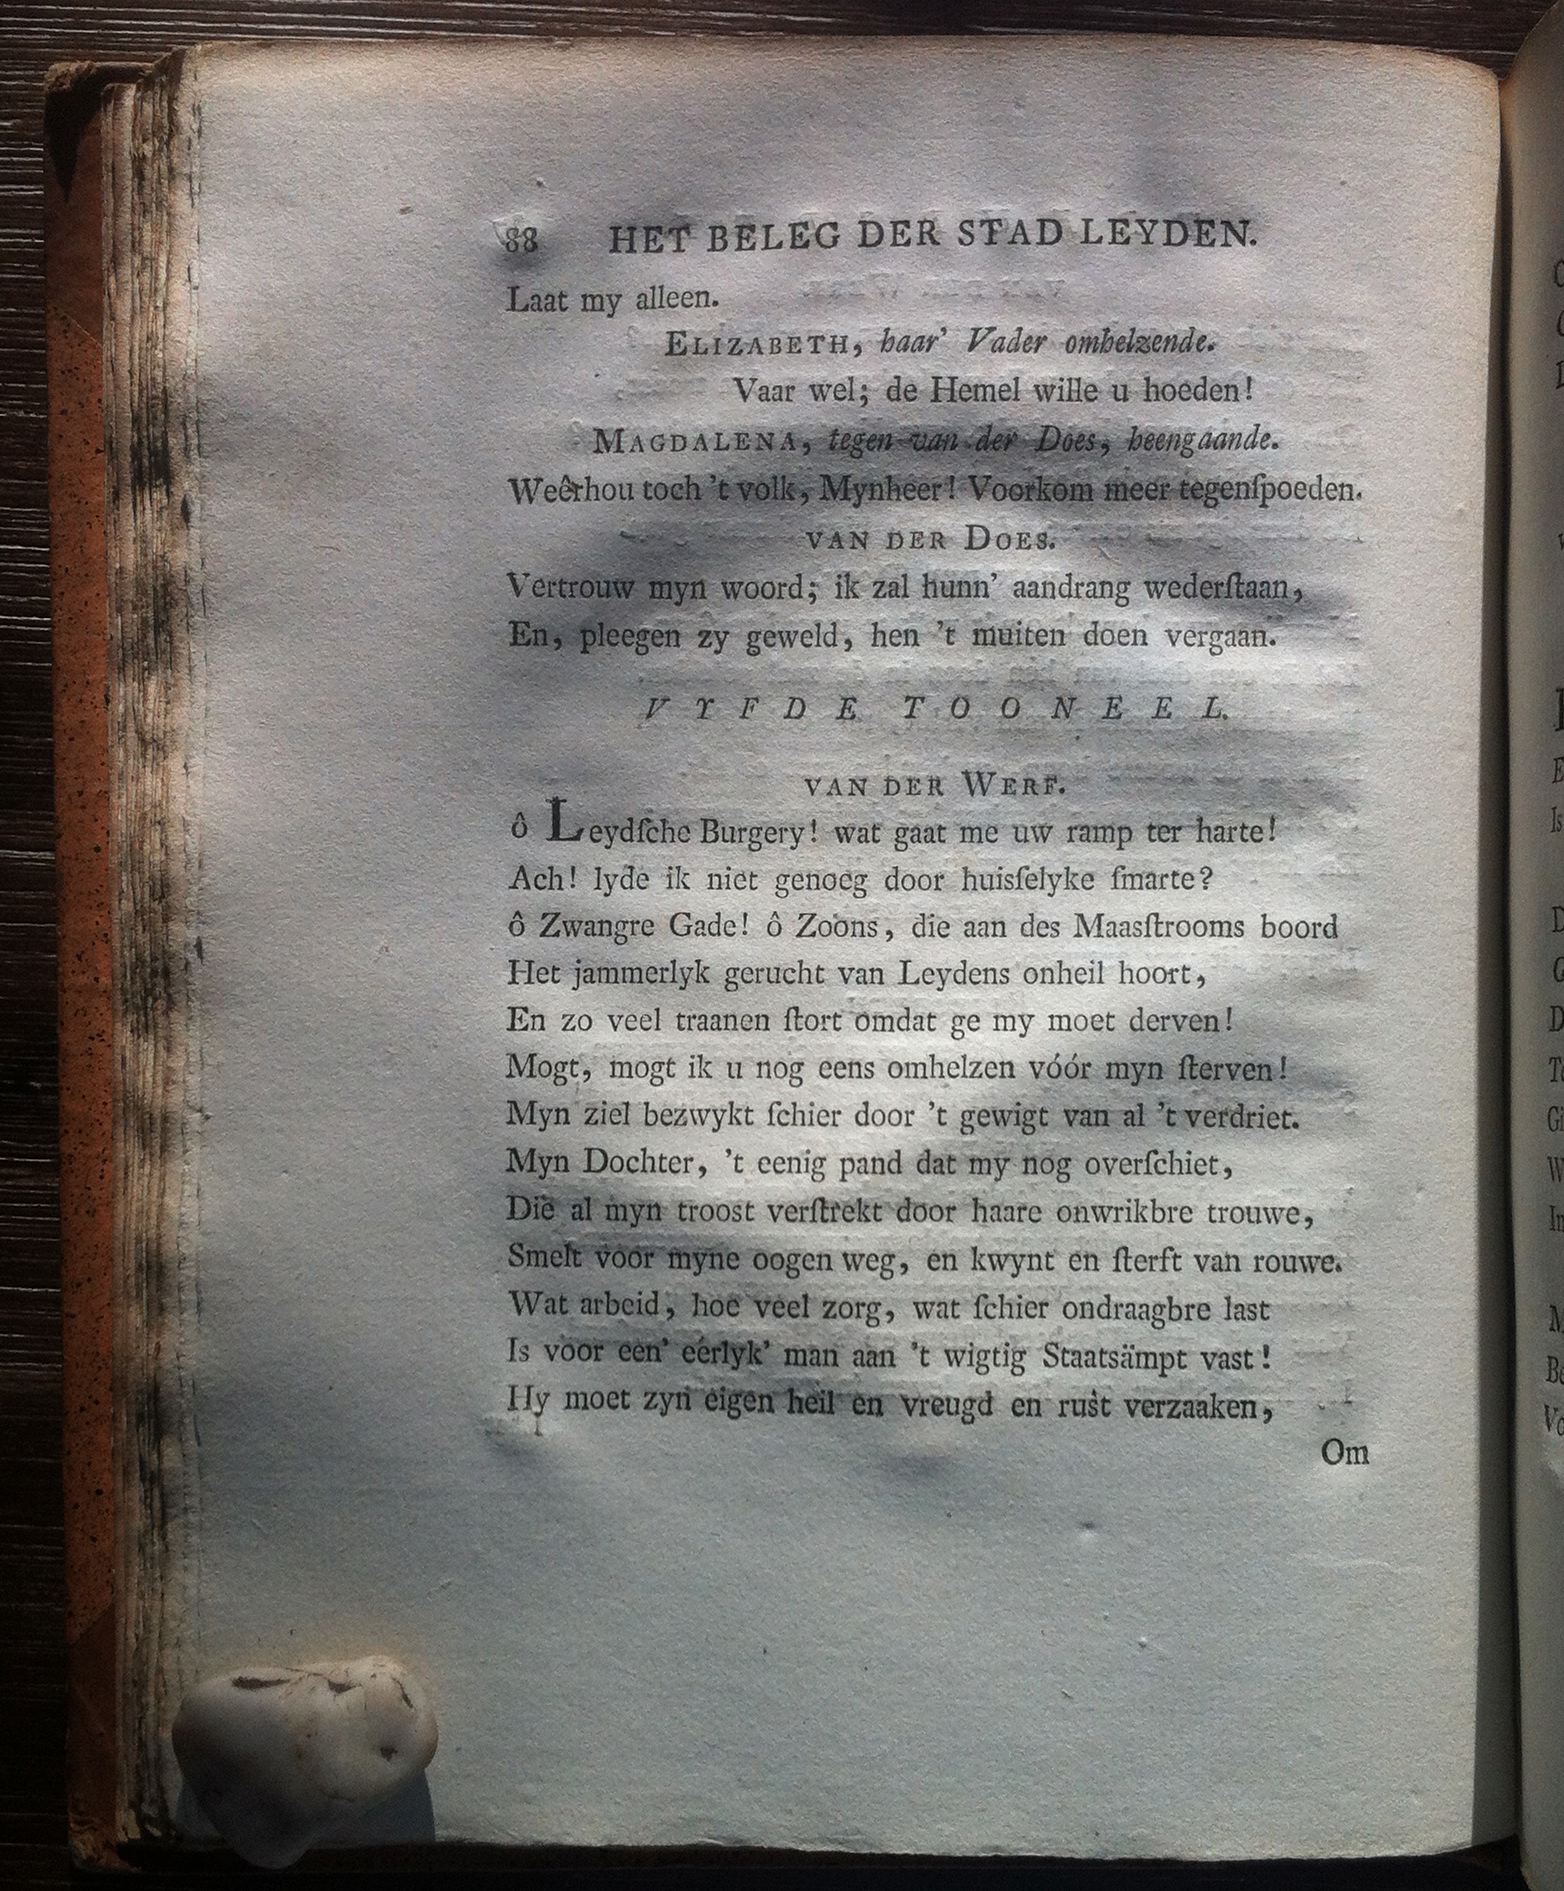 88 HET BELEG DER STAD LEYDEN.
Laat my alleen.
ELIZABETH, haar' Vader omhelzende.
Vaar wel; de Hemel wille u hoeden!
MAGDALENA, tegen van der Does, heengaande.
Weêrhou toch 't volk, Mynheer! Voorkom meer tegenſpoeden.
VAN DER DOES.
Vertrouw myn woord; ik zal hunn' aandrang wederſtaan,
En, pleegen zy geweld, hen 't muiten doen vergaan.
VYFDE TOONEEL.
VAN DER WERF.
ô Leydſche Burgery! wat gaat me uw ramp ter harte!
Ach! lyde ik niet genoeg door huisſelyke ſmarte?
ô Zwangre Gade! ô Zoons, die aan des Maasſtrooms boord
Het jammerlyk gerucht van Leydens onheil hoort,
En zo veel traanen ſtort omdat ge my moet derven!
Mogt, mogt ik u nog eens omhelzen vóór myn ſterven!
Myn ziel bezwykt ſchier door 't gewigt van al 't verdriet.
Myn Dochter, 't eenig pand dat my nog overſchiet,
Die al myn troost verſtrekt door haare onwrikbre trouwe,
Smelt voor myne oogen weg, en kwynt en ſterft van rouwe.
Wat arbeid, hoe veel zorg, wat ſchier ondraagbre last
Is voor een' eerlyk' man aan 't wigtig Staatsämpt vast!
Hy moet zyn eigen heil en vreugd en rust verzaaken,
Om